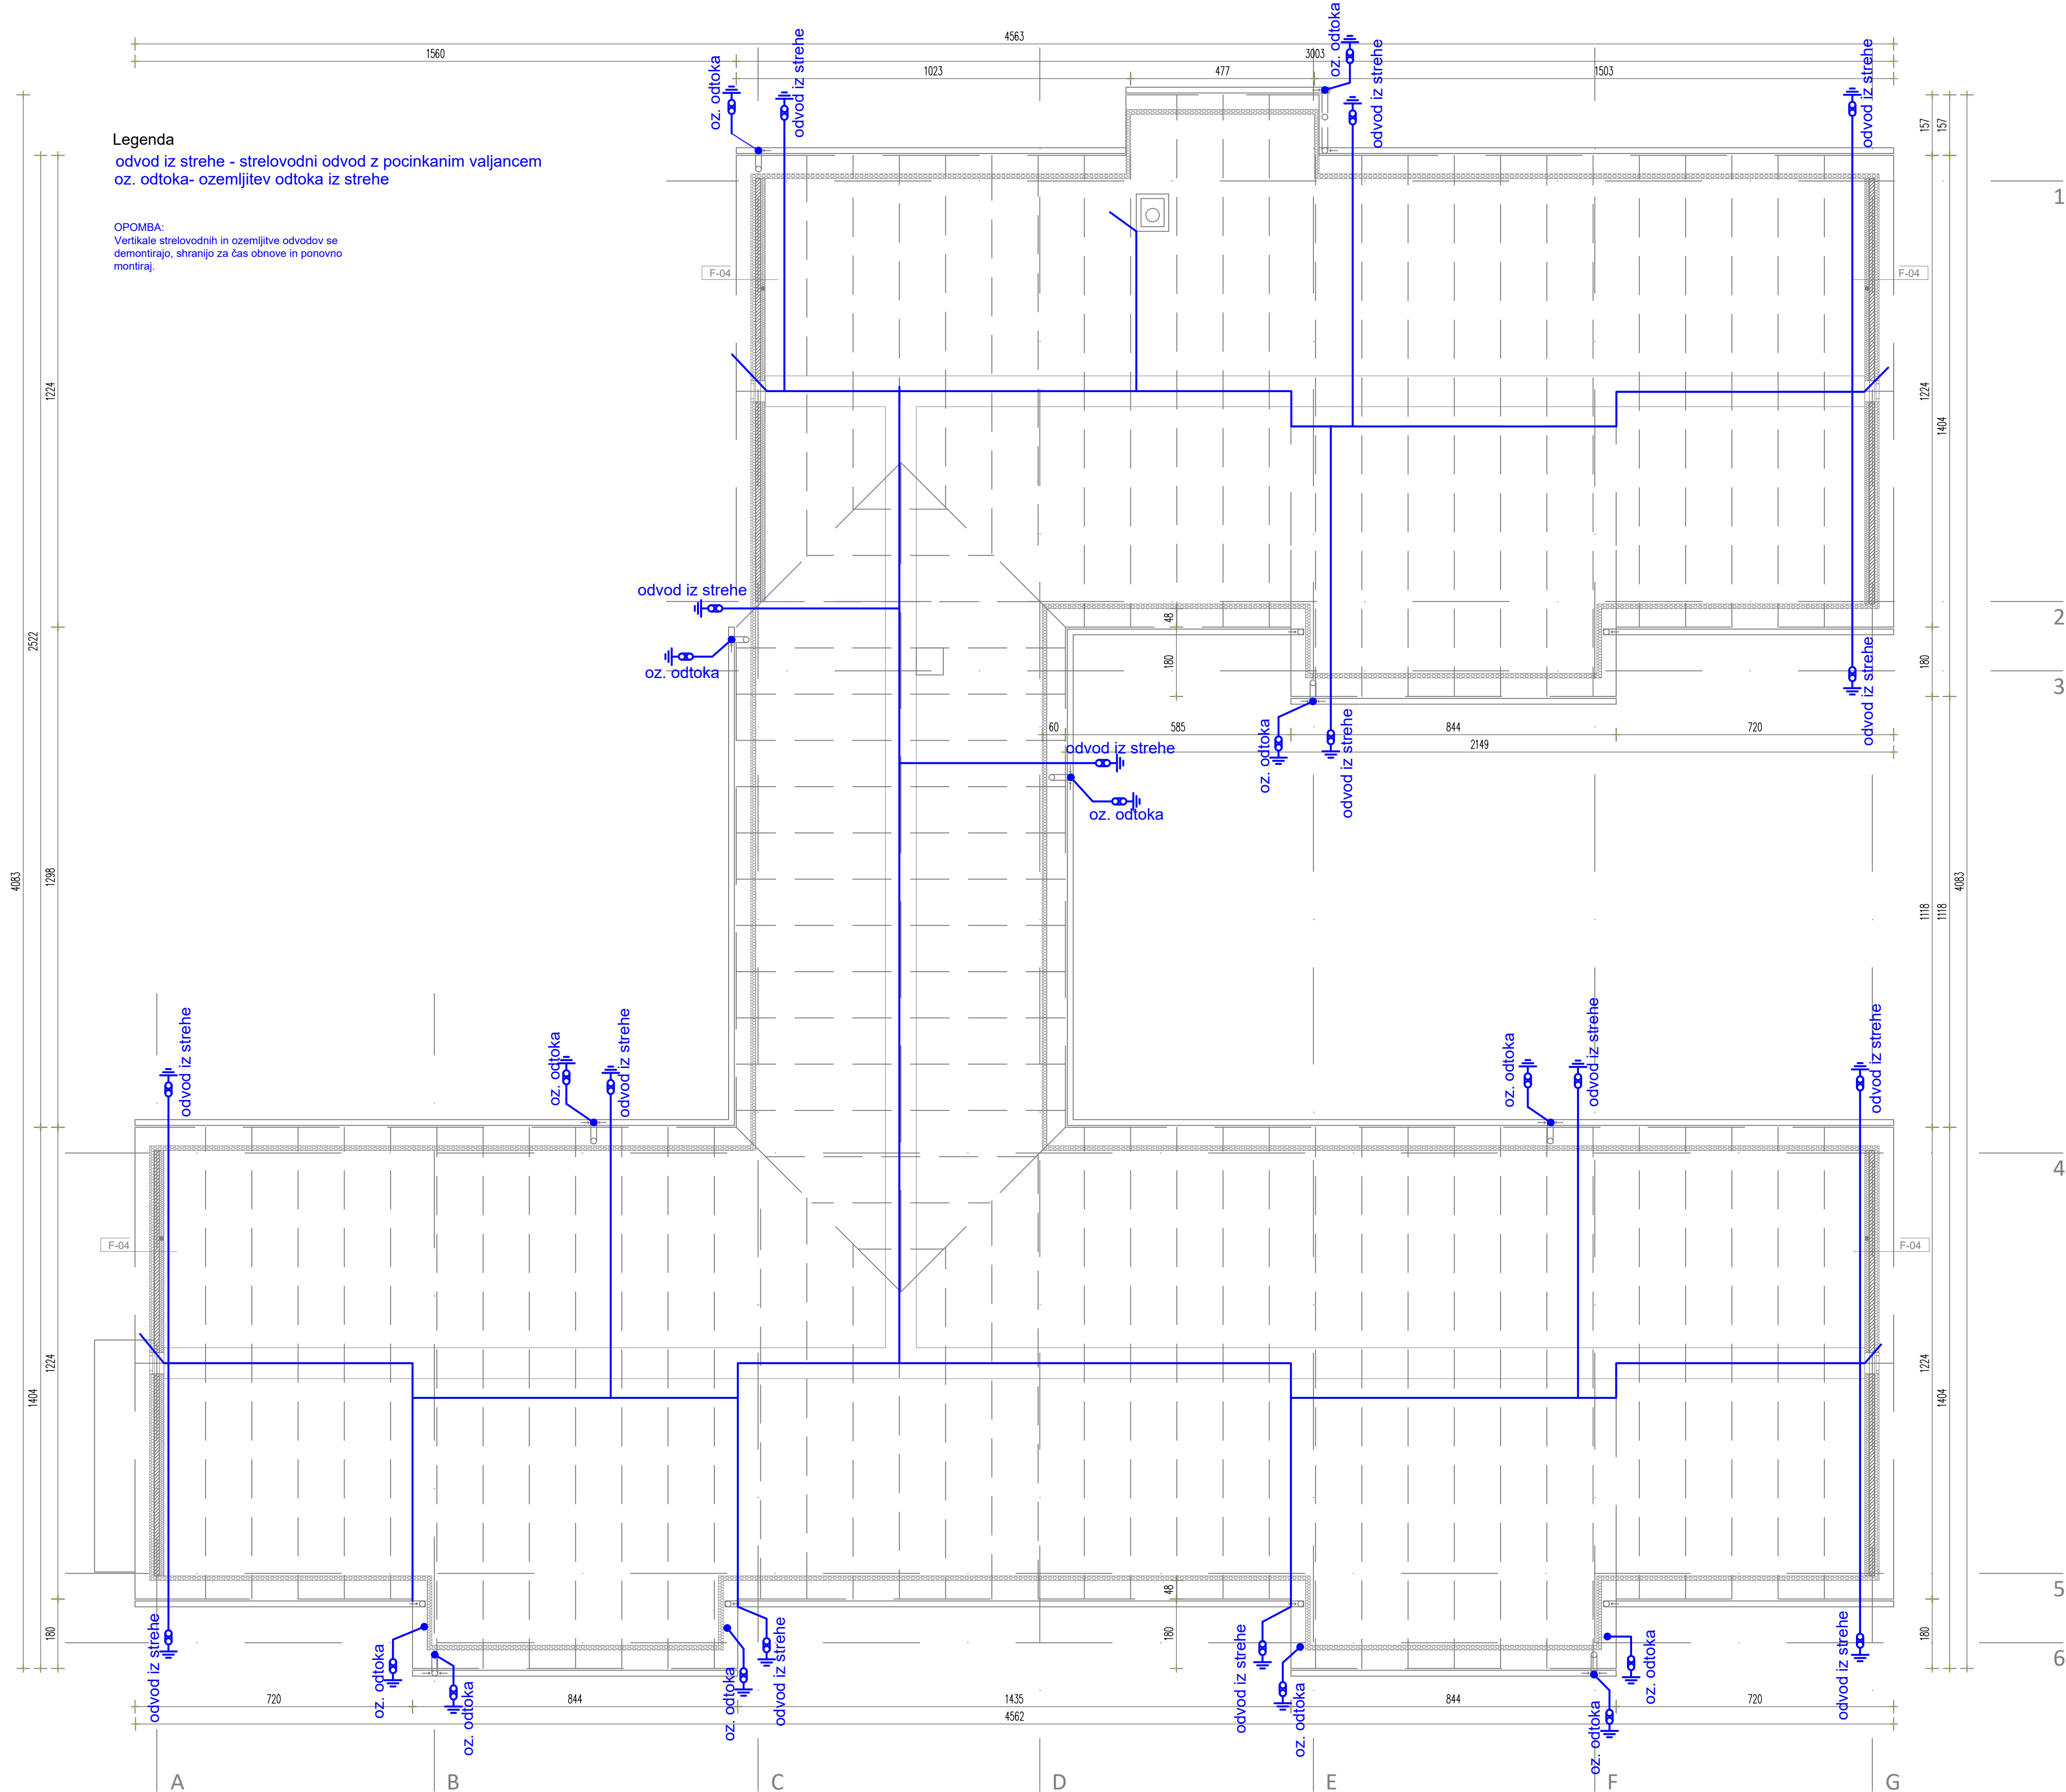 4563
1560
3003
1023
477
1503
oz. odtoka
odvod iz strehe
oz. odtoka
odvod iz strehe
odvod iz strehe
Legenda
odvod iz strehe - strelovodni odvod z pocinkanim valjancem
oz. odtoka- ozemljitev odtoka iz strehe
OPOMBA:
Vertikale strelovodnih in ozemljitve odvodov se
demontirajo, shranijo za čas obnove in ponovno
montiraj.
157
157
1
F-04
F-04
1224
1224
1404
odvod iz strehe
oz. odtoka
2522
48
180
180
2
3
60
585
844
720
2149
odvod iz strehe
oz. odtoka
oz. odtoka
odvod iz strehe
odvod iz strehe
4083
1298
1118
1118
4083
odvod iz strehe
oz. odtoka
odvod iz strehe
oz. odtoka
odvod iz strehe
odvod iz strehe
4
F-04
F-04
1404
1224
1224
1404
48
180
180
180
5
6
odvod iz strehe
oz. odtoka
oz. odtoka
oz. odtoka
odvod iz strehe
odvod iz strehe
oz. odtoka
oz. odtoka
oz. odtoka
odvod iz strehe
720
844
1435
844
720
4562
A
B
C
D
E
F
G